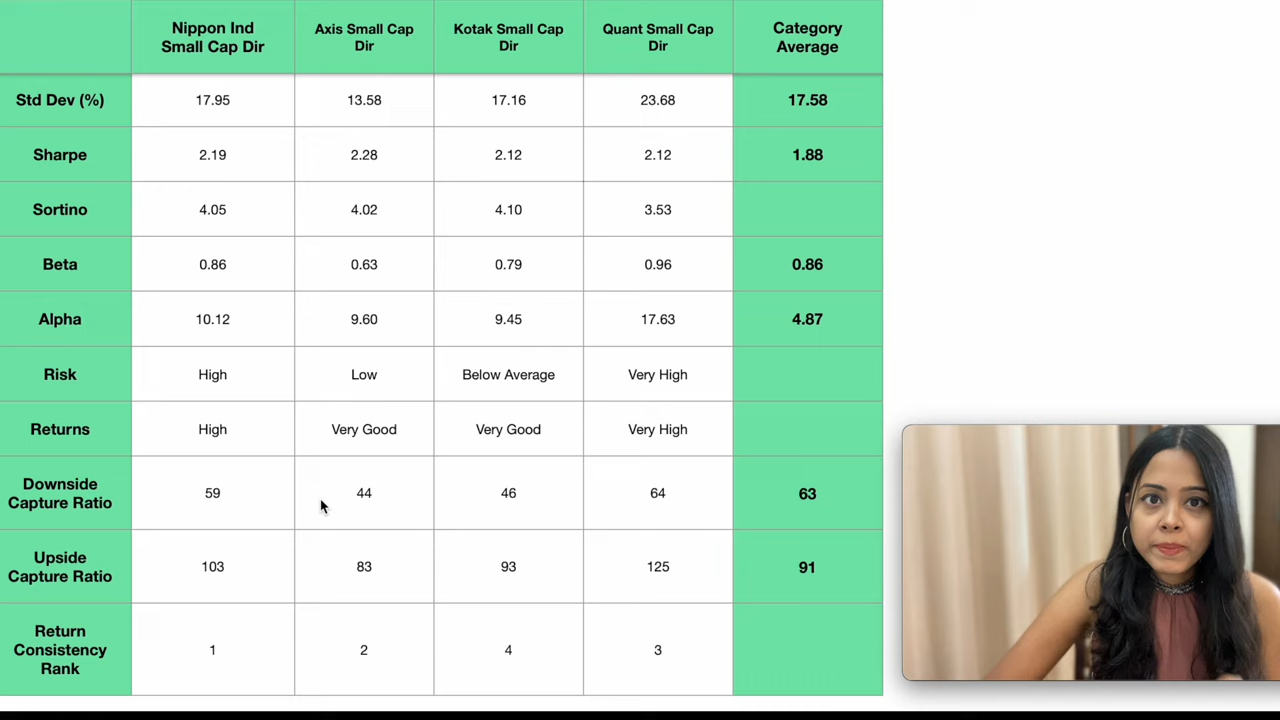 Nippon Ind
Small Cap Dir
Axis Small Cap
Dir
Kotak Small Cap
Dir
Quant Small Cap
Dir
Category
Average
Std Dev (%)
17.95
13.58
17.16
23.68
17.58
Sharpe
2.19
2.28
2.12
2.12
1.88
Sortino
4.05
4.02
4.10
3.53
Beta
0.86
0.63
0.79
0.96
0.86
Alpha
10.12
9.60
9.45
17.63
4.87
Risk
High
Low
Below Average
Very High
Returns
High
Very Good
Very Good
Very High
Downside
Capture Ratio
59
44
46
64
63
Upside
Capture Ratio
103
83
93
125
91
Return
Consistency
Rank
1
2
4
3